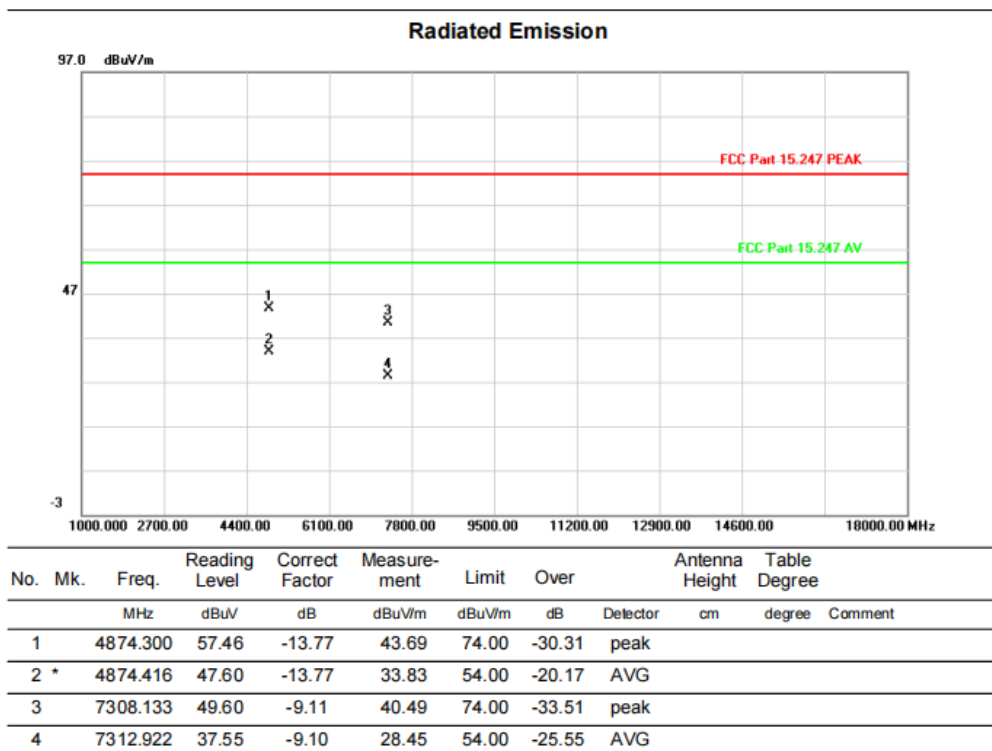 Radiated Emission
97.0 dBuV/m
FCC Part 15.247 PEAK
FCC Part 15.247 AV
47
1
3
2
4
-3
1000.000 2700.00 4400.00 6100.00 7800.00 9500.00 11200.00 12900.00 14600.00 18000.00 MHz
No. Mk. Freq. Reading Level Correct Factor Measure-ment Limit Over Antenna Height Table Degree
MHz dBuV dB dBuV/m dBuV/m dB Detector cm degree Comment
1 4874.300 57.46 -13.77 43.69 74.00 -30.31 peak
2 * 4874.416 47.60 -13.77 33.83 54.00 -20.17 AVG
3 7308.133 49.60 -9.11 40.49 74.00 -33.51 peak
4 7312.922 37.55 -9.10 28.45 54.00 -25.55 AVG